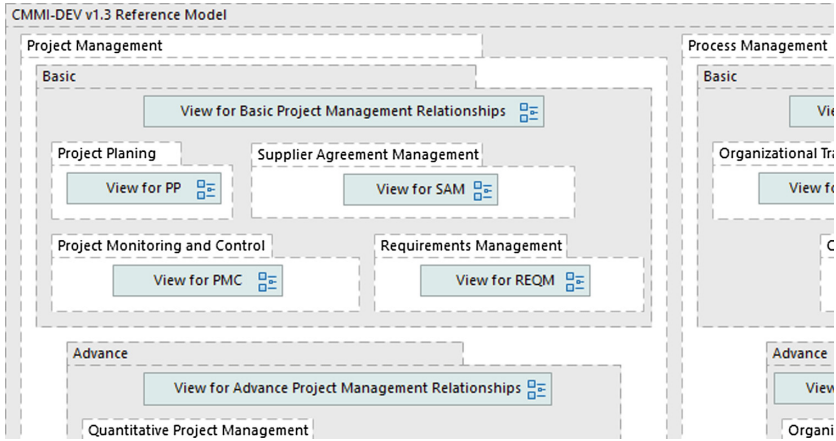 CMMI-DEV v1.3 Reference Model
Project Management
Basic
View for Basic Project Management Relationships
Project Planing
View for PP
Supplier Agreement Management
View for SAM
Project Monitoring and Control
View for PMC
Requirements Management
View for REQM
Advance
View for Advance Project Management Relationships
Quantitative Project Management
Process Management
Basic
Organizational
View
Advance
View